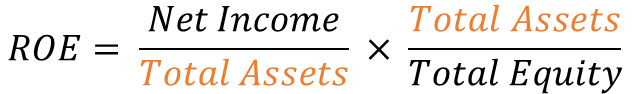 ROE = Net Income / Total Assets × Total Assets / Total Equity